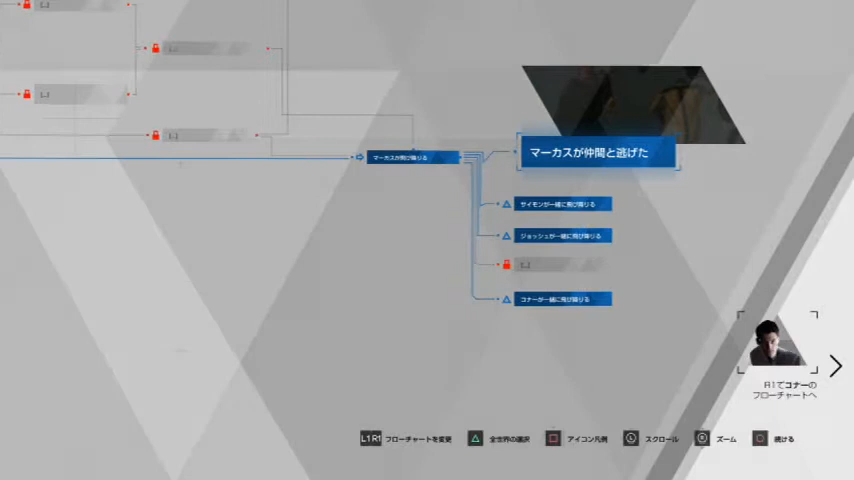 [...]
[...]
[...]
[...]
マーカスが飛び降りる
マーカスが仲間と逃げた
サイモンが一緒に飛び降りる
ジョッシュが一緒に飛び降りる
[...]
コナーが一緒に飛び降りる
R1でコナーの
フローチャートへ
L1 R1 フローチャートを変更 全世界の選択 アイコン凡例 L スクロール R ズーム 続ける